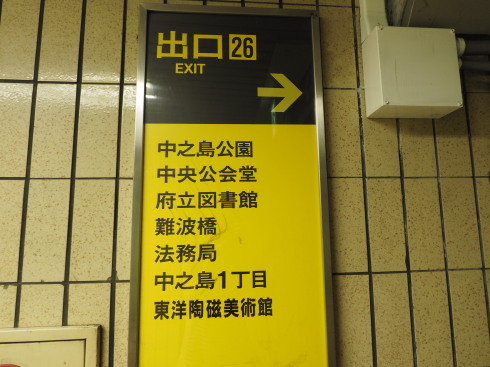 出口 26
EXIT
→
中之島公園
中央公会堂
府立図書館
難波橋
法務局
中之島1丁目
東洋陶磁美術館